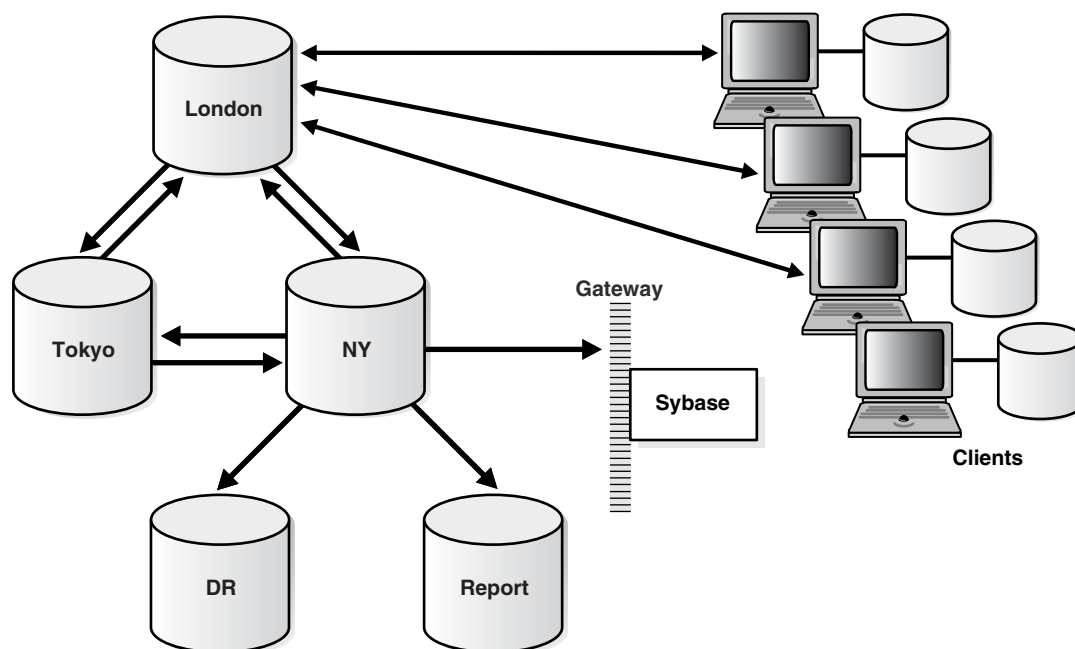 London
Gateway
Tokyo
NY
Sybase
Clients
DR
Report